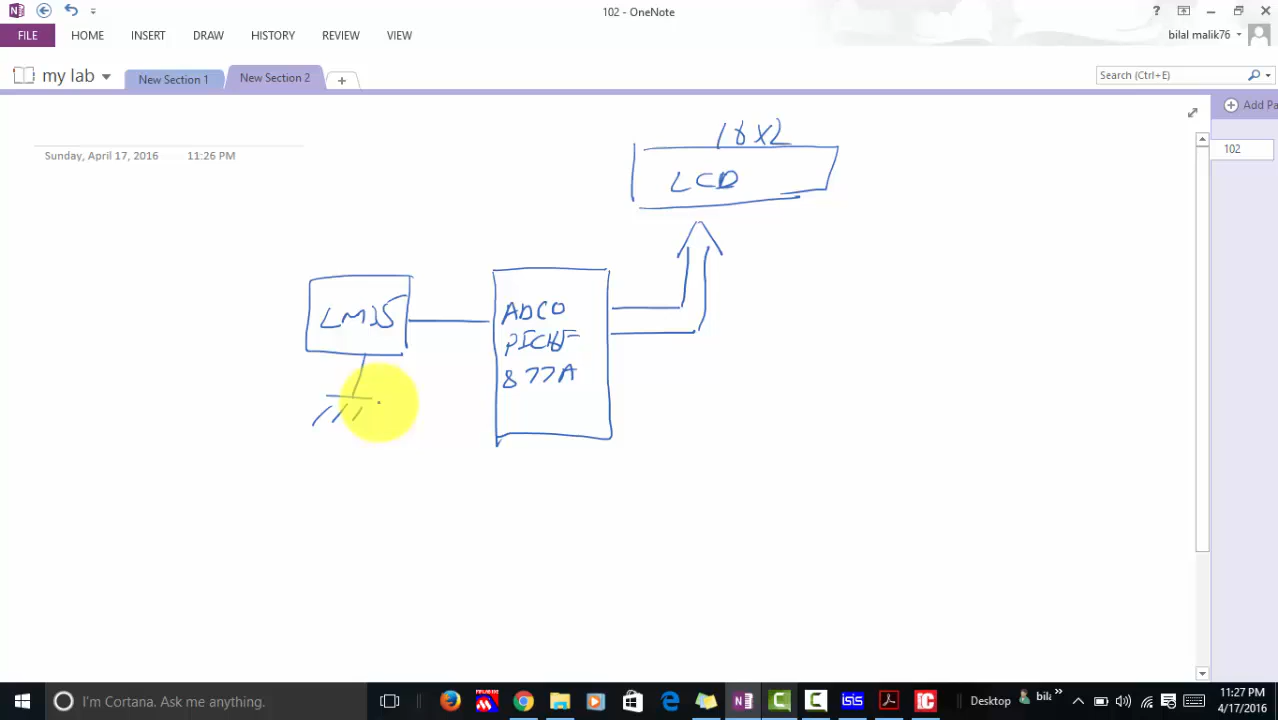 102 - OneNote
bilal malik76
FILE HOME INSERT DRAW HISTORY REVIEW VIEW
my lab New Section 1 New Section 2
Search (Ctrl+E)
Add Pa
102
Sunday, April 17, 2016 11:26 PM
16X2
LCD
LM35
ADC0
PIC16F
877A
I'm Cortana. Ask me anything.
Desktop
bila
11:27 PM
4/17/2016